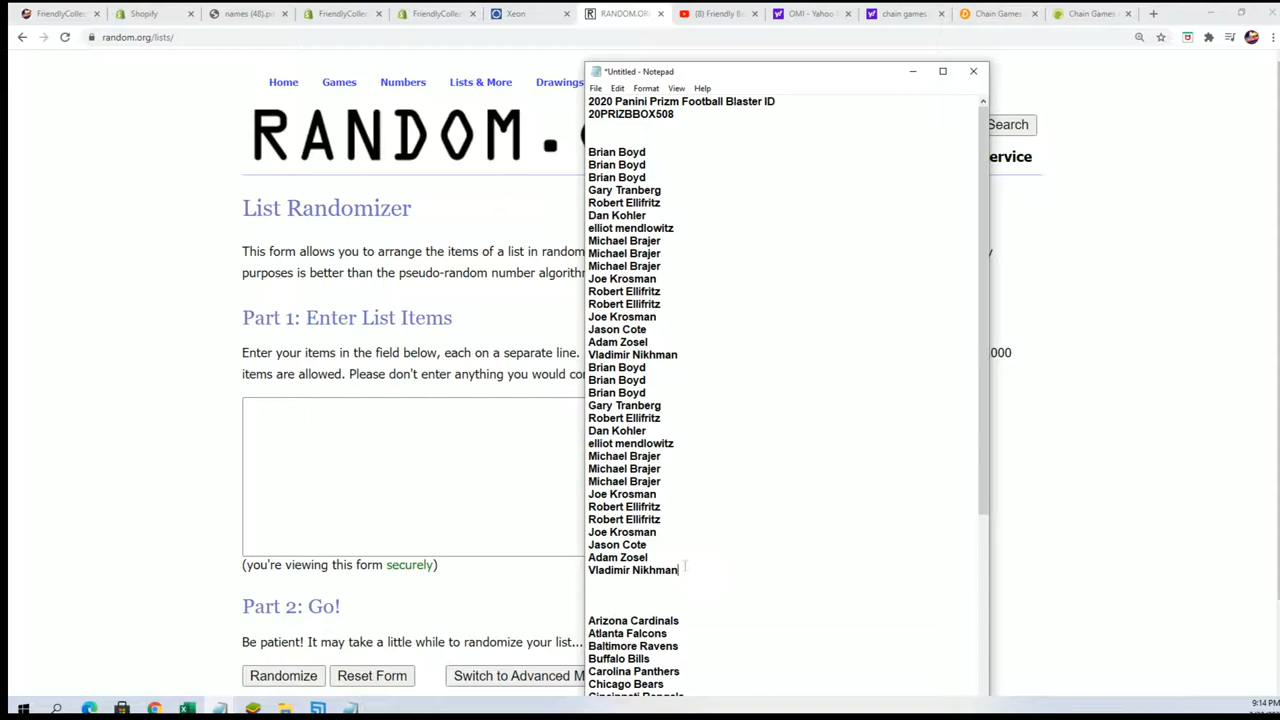 FriendlyCollec
Shopify
names (48).pc
FriendlyCollec
FriendlyCollec
Xeon
RANDOM.OR
(8) Friendly B
OMI - Yahoo
chain games
Chain Games
Chain Games
random.org/lists/
Home Games Numbers Lists & More Drawings
RANDOM.
Search
ervice
*Untitled - Notepad
File Edit Format View Help
2020 Panini Prizm Football Blaster ID
20PRIZBBOX508
Brian Boyd
Brian Boyd
Brian Boyd
Gary Tranberg
Robert Ellifritz
Dan Kohler
elliot mendlowitz
Michael Brajer
Michael Brajer
Michael Brajer
Joe Krosman
Robert Ellifritz
Robert Ellifritz
Joe Krosman
Jason Cote
Adam Zosel
Vladimir Nikhman
Brian Boyd
Brian Boyd
Brian Boyd
Gary Tranberg
Robert Ellifritz
Dan Kohler
elliot mendlowitz
Michael Brajer
Michael Brajer
Michael Brajer
Joe Krosman
Robert Ellifritz
Robert Ellifritz
Joe Krosman
Jason Cote
Adam Zosel
Vladimir Nikhman
Arizona Cardinals
Atlanta Falcons
Baltimore Ravens
Buffalo Bills
Carolina Panthers
Chicago Bears
Cincinnati Bengals
List Randomizer
This form allows you to arrange the items of a list in random
purposes is better than the pseudo-random number algorithm
Part 1: Enter List Items
Enter your items in the field below, each on a separate line.
000
items are allowed. Please don't enter anything you would con
(you're viewing this form securely)
Part 2: Go!
Be patient! It may take a little while to randomize your list...
Randomize Reset Form Switch to Advanced M
9:14 PM